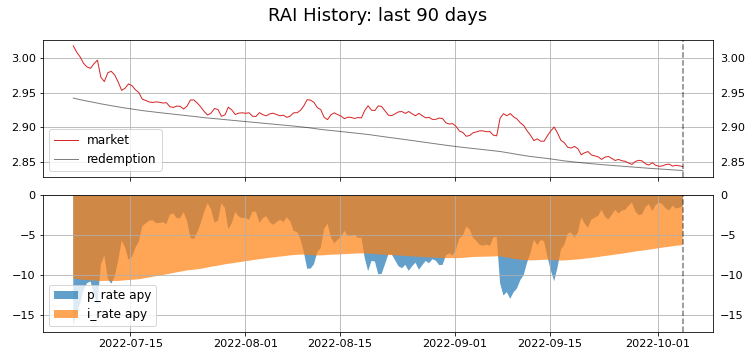 RAI History: last 90 days
3.00
3.00
2.95
2.95
2.90
2.90
2.85
2.85
market
redemption
0
0
−5
−5
−10
−10
−15
−15
p_rate apy
i_rate apy
2022-07-15 2022-08-01 2022-08-15 2022-09-01 2022-09-15 2022-10-01